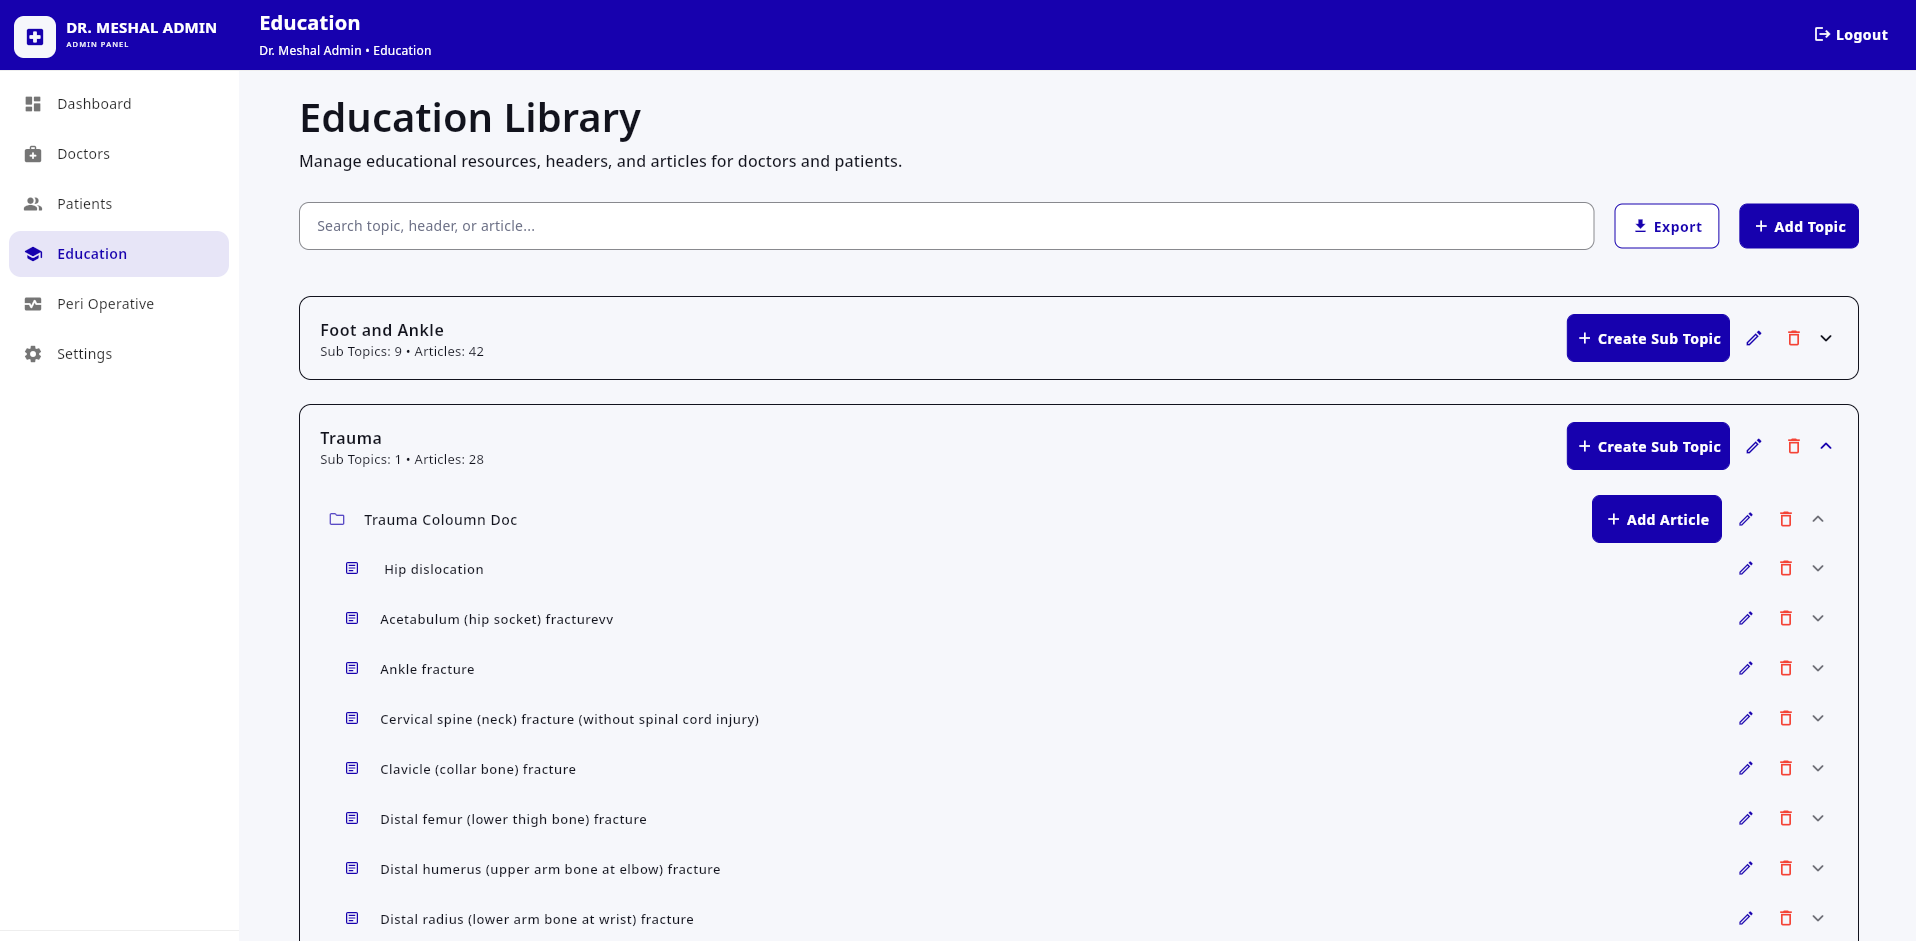 DR. MESHAL ADMIN
ADMIN PANEL
Education
Dr. Meshal Admin • Education
Logout
Dashboard
Doctors
Patients
Education
Peri Operative
Settings
Education Library
Manage educational resources, headers, and articles for doctors and patients.
Search topic, header, or article...
Export
Add Topic
Foot and Ankle
Sub Topics: 9 • Articles: 42
Create Sub Topic
Trauma
Sub Topics: 1 • Articles: 28
Create Sub Topic
Trauma Coloumn Doc
Add Article
Hip dislocation
Acetabulum (hip socket) fracturevv
Ankle fracture
Cervical spine (neck) fracture (without spinal cord injury)
Clavicle (collar bone) fracture
Distal femur (lower thigh bone) fracture
Distal humerus (upper arm bone at elbow) fracture
Distal radius (lower arm bone at wrist) fracture